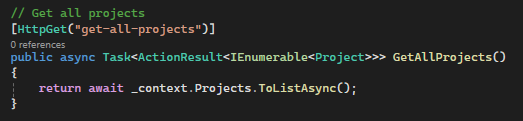 // Get all projects
[HttpGet("get-all-projects")]
0 references
public async Task<ActionResult<IEnumerable<Project>>> GetAllProjects()
{
    return await _context.Projects.ToListAsync();
}